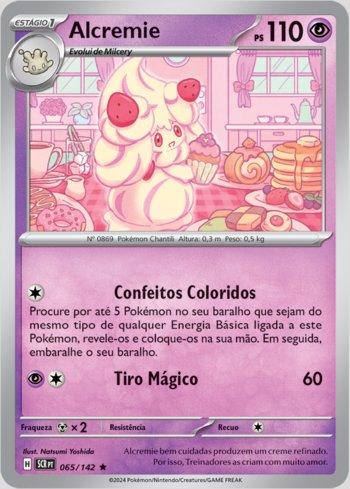 ESTÁGIO 1
Alcremie
PS 110
Evolui de Milcery
Nº 0869 Pokémon Chantili Altura: 0,3 m Peso: 0,5 kg
Confeitos Coloridos
Procure por até 5 Pokémon no seu baralho que sejam do
mesmo tipo de qualquer Energia Básica ligada a este
Pokémon, revele-os e coloque-os na sua mão. Em seguida,
embaralhe o seu baralho.
Tiro Mágico 60
Fraqueza ×2 Resistência Recuo
Ilust. Natsumi Yoshida
H SCR PT 065/142 ★
Alcremie bem cuidadas produzem um creme refinado.
Por isso, Treinadores as criam com muito amor.
©2024 Pokémon/Nintendo/Creatures/GAME FREAK